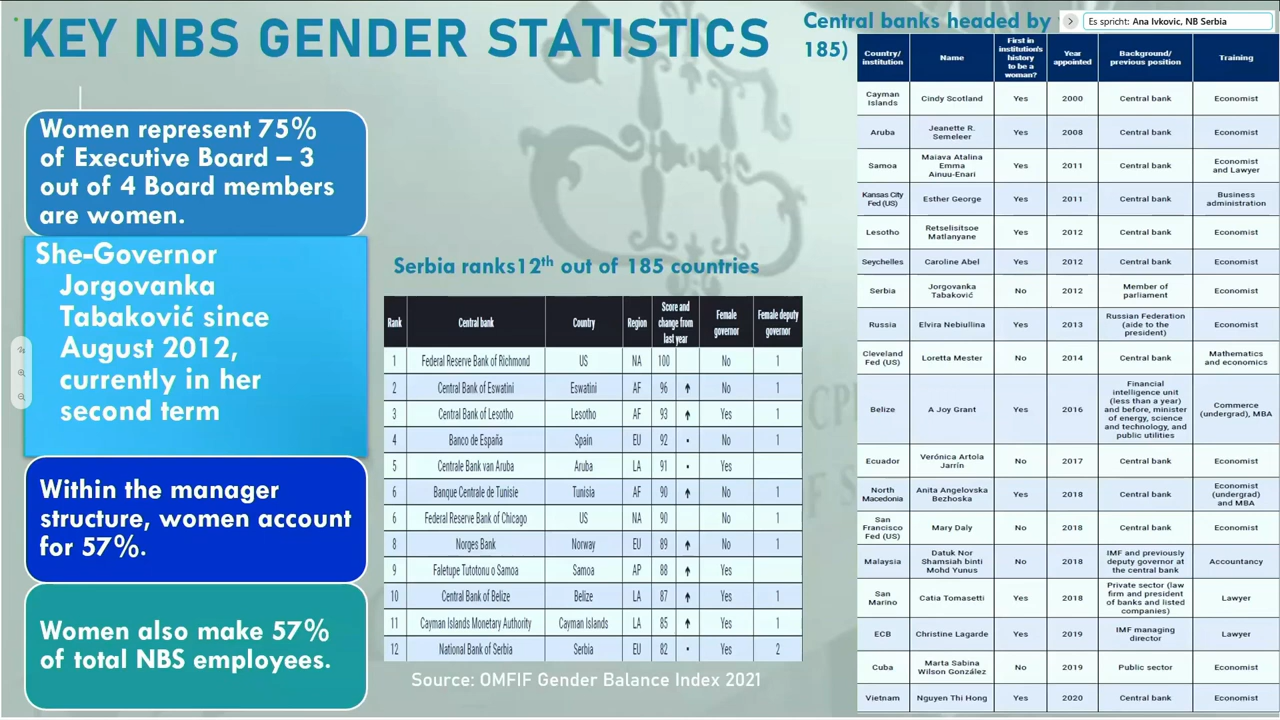 KEY NBS GENDER STATISTICS
Women represent 75%
of Executive Board – 3
out of 4 Board members
are women.
She-Governor
Jorgovanka
Tabaković since
August 2012,
currently in her
second term
Within the manager
structure, women account
for 57%.
Women also make 57%
of total NBS employees.
Serbia ranks12th out of 185 countries
Rank Central bank Country Region Score and change from last year Female governor Female deputy governor
1 Federal Reserve Bank of Richmond US NA 100 No 1
2 Central Bank of Eswatini Eswatini AF 96 ↑ No 1
3 Central Bank of Lesotho Lesotho AF 93 ↑ Yes 1
4 Banco de España Spain EU 92 • No 1
5 Centrale Bank van Aruba Aruba LA 91 • Yes
6 Banque Centrale de Tunisie Tunisia AF 90 ↑ No 1
6 Federal Reserve Bank of Chicago US NA 90 No 1
8 Norges Bank Norway EU 89 ↑ No 1
9 Faletupe Tutotonu o Samoa Samoa AP 88 ↑ Yes
10 Central Bank of Belize Belize LA 87 ↑ Yes 1
11 Cayman Islands Monetary Authority Cayman Islands LA 85 ↑ Yes 1
12 National Bank of Serbia Serbia EU 82 • Yes 2
Source: OMFIF Gender Balance Index 2021
Central banks headed by
185)
Es spricht: Ana Ivkovic, NB Serbia
Country/ institution Name First in institution's history to be a woman? Year appointed Background/ previous position Training
Cayman Islands Cindy Scotland Yes 2000 Central bank Economist
Aruba Jeanette R. Semeleer Yes 2008 Central bank Economist
Samoa Maiava Atalina Emma Ainuu-Enari Yes 2011 Central bank Economist and Lawyer
Kansas City Fed (US) Esther George Yes 2011 Central bank Business administration
Lesotho Retselisitsoe Matlanyane Yes 2012 Central bank Economist
Seychelles Caroline Abel Yes 2012 Central bank Economist
Serbia Jorgovanka Tabaković No 2012 Member of parliament Economist
Russia Elvira Nebiullina Yes 2013 Russian Federation (aide to the president) Economist
Cleveland Fed (US) Loretta Mester No 2014 Central bank Mathematics and economics
Belize A Joy Grant Yes 2016 Financial intelligence unit (less than a year) and before, minister of energy, science and technology, and public utilities Commerce (undergrad), MBA
Ecuador Verónica Artola Jarrín No 2017 Central bank Economist
North Macedonia Anita Angelovska Bezhoska Yes 2018 Central bank Economist (undergrad) and MBA
San Francisco Fed (US) Mary Daly No 2018 Central bank Economist
Malaysia Datuk Nor Shamsiah binti Mohd Yunus No 2018 IMF and previously deputy governor at the central bank Accountancy
San Marino Catia Tomasetti Yes 2018 Private sector (law firm and president of banks and listed companies) Lawyer
ECB Christine Lagarde Yes 2019 IMF managing director Lawyer
Cuba Marta Sabina Wilson González No 2019 Public sector Economist
Vietnam Nguyen Thi Hong Yes 2020 Central bank Economist